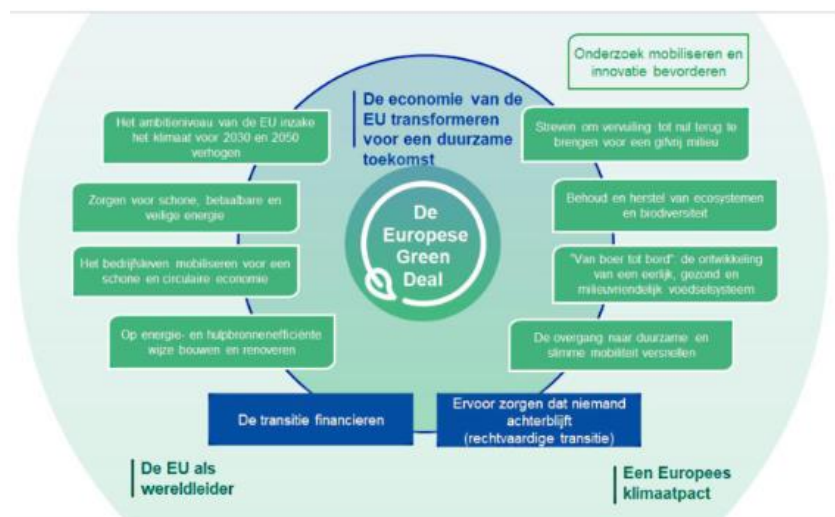 Onderzoek mobiliseren en
innovatie bevorderen
De economie van de
EU transformeren
voor een duurzame
toekomst
Het ambitieniveau van de EU inzake
het klimaat voor 2030 en 2050
verhogen
Zorgen voor schone, betaalbare en
veilige energie
Het bedrijfsleven mobiliseren voor een
schone en circulaire economie
Op energie- en hulpbronnenefficiënte
wijze bouwen en renoveren
De
Europese
Green
Deal
Streven om vervuiling tot nul terug te
brengen voor een gifvrij milieu
Behoud en herstel van ecosystemen
en biodiversiteit
"Van boer tot bord": de ontwikkeling
van een eerlijk, gezond en
milieuvriendelijk voedselsysteem
De overgang naar duurzame en
slimme mobiliteit versnellen
De transitie financieren
Ervoor zorgen dat niemand
achterblijft
(rechtvaardige transitie)
De EU als
wereldleider
Een Europees
klimaatpact